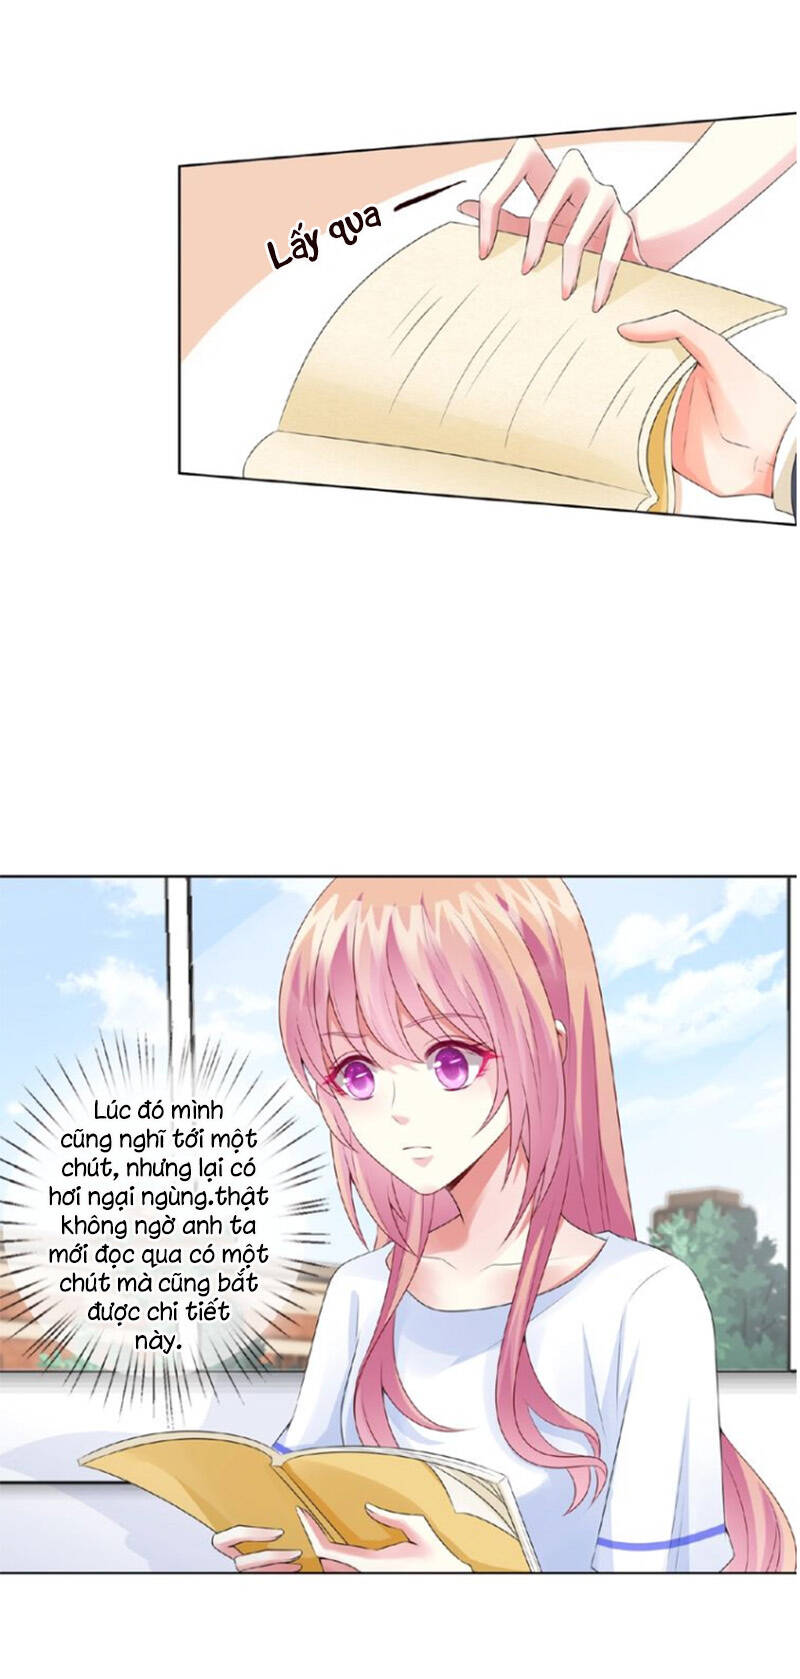 Lấy qua
Lúc đó mình
cũng nghĩ tới một
chút, nhưng lại có
hơi ngại ngùng.thật
không ngờ anh ta
mới đọc qua có một
chút mà cũng bắt
được chi tiết
này.